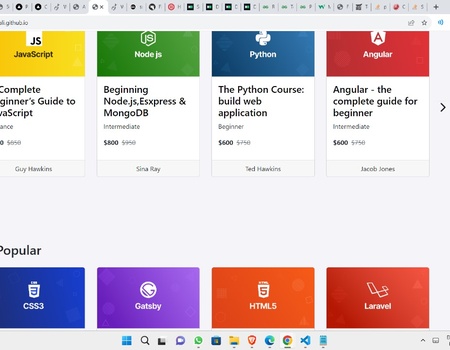 ali.github.io
JavaScript
Node js
Python
Angular
Complete
ginner's Guide to
vaScript
Beginning
Node.js,Esxpress &
MongoDB
The Python Course:
build web
application
Angular - the
complete guide for
beginner
ance
Intermediate
Beginner
Intermediate
0 $850
$800 $950
$600 $750
$600 $750
Guy Hawkins
Sina Ray
Ted Hawkins
Jacob Jones
Popular
CSS3
Gatsby
HTML5
Laravel